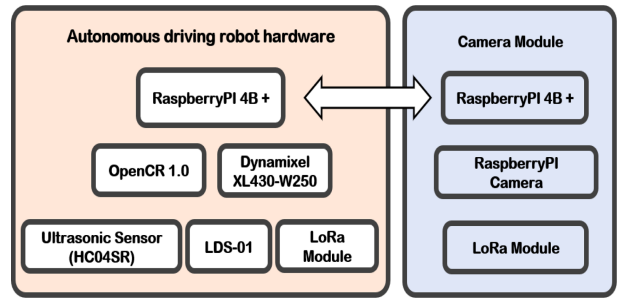 Autonomous driving robot hardware
RaspberryPI 4B +
OpenCR 1.0
Dynamixel
XL430-W250
Ultrasonic Sensor
(HC04SR)
LDS-01
LoRa
Module
Camera Module
RaspberryPI 4B +
RaspberryPI
Camera
LoRa Module